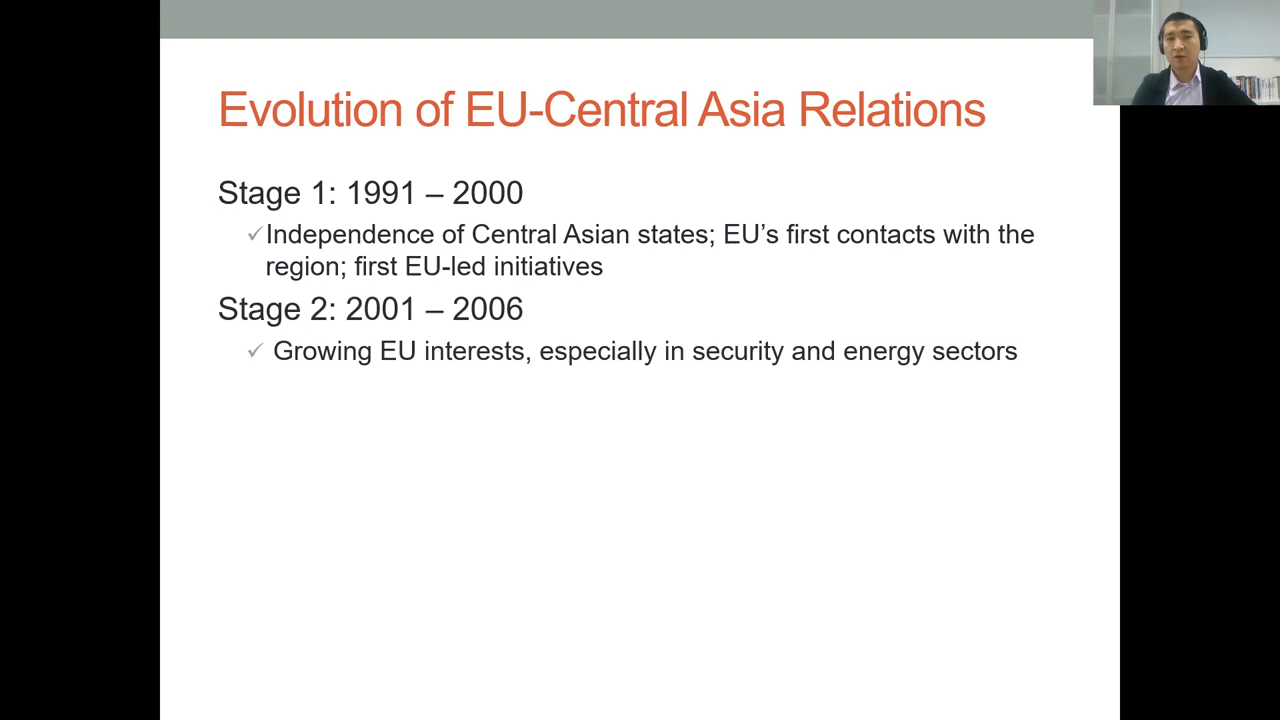 Evolution of EU-Central Asia Relations
Stage 1: 1991 – 2000
✓Independence of Central Asian states; EU’s first contacts with the
region; first EU-led initiatives
Stage 2: 2001 – 2006
✓ Growing EU interests, especially in security and energy sectors